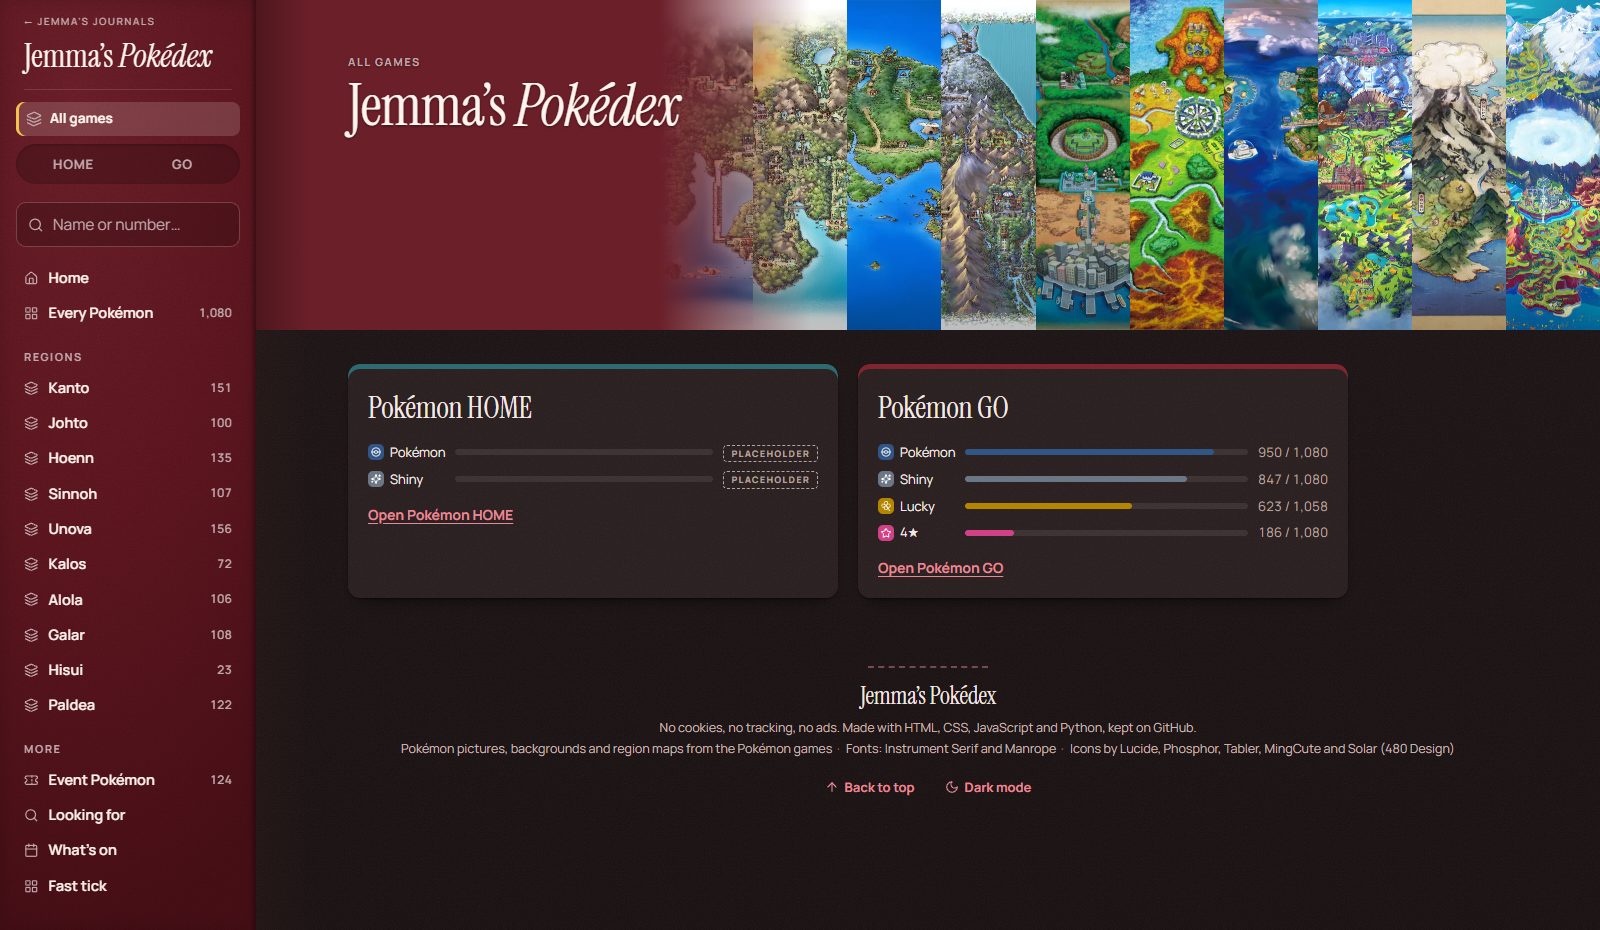 ← JEMMA'S JOURNALS
Jemma's Pokédex
All games
HOME GO
Name or number...
Home
Every Pokémon 1,080
REGIONS
Kanto 151
Johto 100
Hoenn 135
Sinnoh 107
Unova 156
Kalos 72
Alola 106
Galar 108
Hisui 23
Paldea 122
MORE
Event Pokémon 124
Looking for
What's on
Fast tick
ALL GAMES
Jemma's Pokédex
Pokémon HOME
Pokémon PLACEHOLDER
Shiny PLACEHOLDER
Open Pokémon HOME
Pokémon GO
Pokémon 950 / 1,080
Shiny 847 / 1,080
Lucky 623 / 1,058
4★ 186 / 1,080
Open Pokémon GO
Jemma's Pokédex
No cookies, no tracking, no ads. Made with HTML, CSS, JavaScript and Python, kept on GitHub.
Pokémon pictures, backgrounds and region maps from the Pokémon games · Fonts: Instrument Serif and Manrope · Icons by Lucide, Phosphor, Tabler, MingCute and Solar (480 Design)
↑ Back to top Dark mode